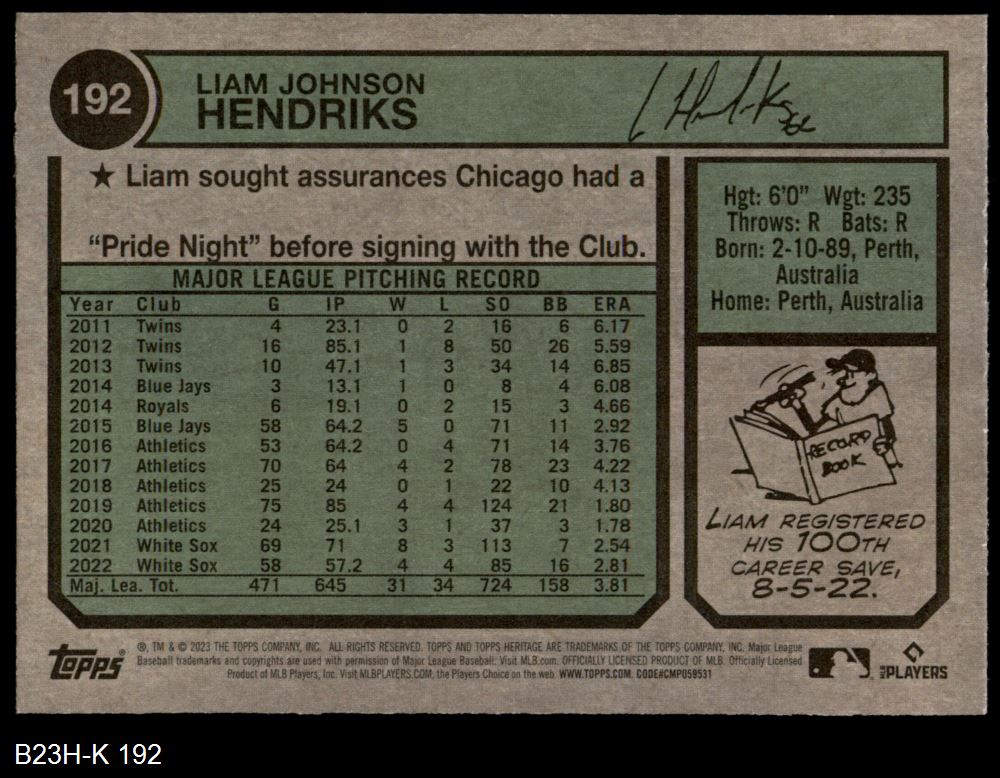 192
LIAM JOHNSON
HENDRIKS
L Hendriks
★ Liam sought assurances Chicago had a
“Pride Night” before signing with the Club.
MAJOR LEAGUE PITCHING RECORD
Year Club G IP W L SO BB ERA
2011 Twins 4 23.1 0 2 16 6 6.17
2012 Twins 16 85.1 1 8 50 26 5.59
2013 Twins 10 47.1 1 3 34 14 6.85
2014 Blue Jays 3 13.1 1 0 8 4 6.08
2014 Royals 6 19.1 0 2 15 3 4.66
2015 Blue Jays 58 64.2 5 0 71 11 2.92
2016 Athletics 53 64.2 0 4 71 14 3.76
2017 Athletics 70 64 4 2 78 23 4.22
2018 Athletics 25 24 0 1 22 10 4.13
2019 Athletics 75 85 4 4 124 21 1.80
2020 Athletics 24 25.1 3 1 37 3 1.78
2021 White Sox 69 71 8 3 113 7 2.54
2022 White Sox 58 57.2 4 4 85 16 2.81
Maj. Lea. Tot. 471 645 31 34 724 158 3.81
Hgt: 6'0" Wgt: 235
Throws: R Bats: R
Born: 2-10-89, Perth,
Australia
Home: Perth, Australia
RECORD
BOOK
LIAM REGISTERED
HIS 100TH
CAREER SAVE,
8-5-22.
topps
®, TM & © 2023 THE TOPPS COMPANY, INC. ALL RIGHTS RESERVED. TOPPS AND TOPPS HERITAGE ARE TRADEMARKS OF THE TOPPS COMPANY, INC. Major League
Baseball trademarks and copyrights are used with permission of Major League Baseball. Visit MLB.com. OFFICIALLY LICENSED PRODUCT OF MLB. Officially Licensed
Product of MLB Players, Inc. Visit MLBPLAYERS.COM, the Players Choice on the web. WWW.TOPPS.COM. CODE#CMP059531
MLB PLAYERS
B23H-K 192